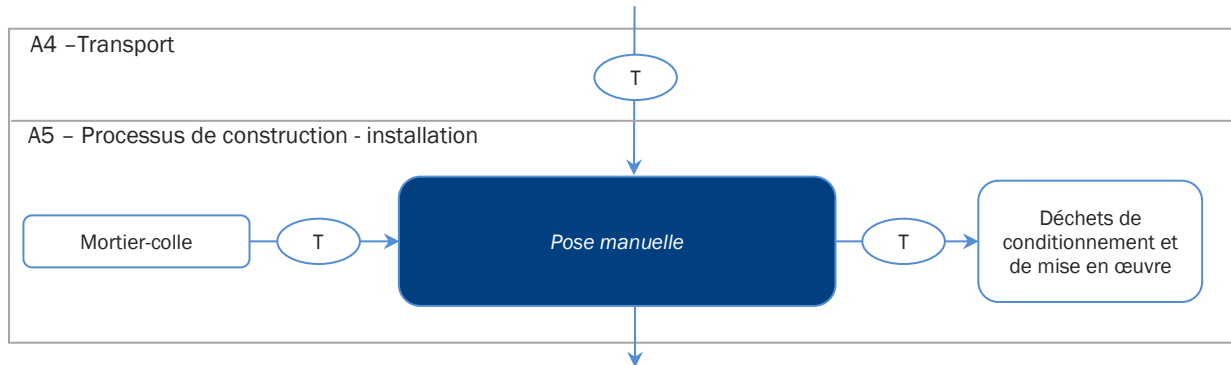 A4 –Transport
T
A5 – Processus de construction - installation
Mortier-colle
T
Pose manuelle
T
Déchets de
conditionnement et
de mise en œuvre